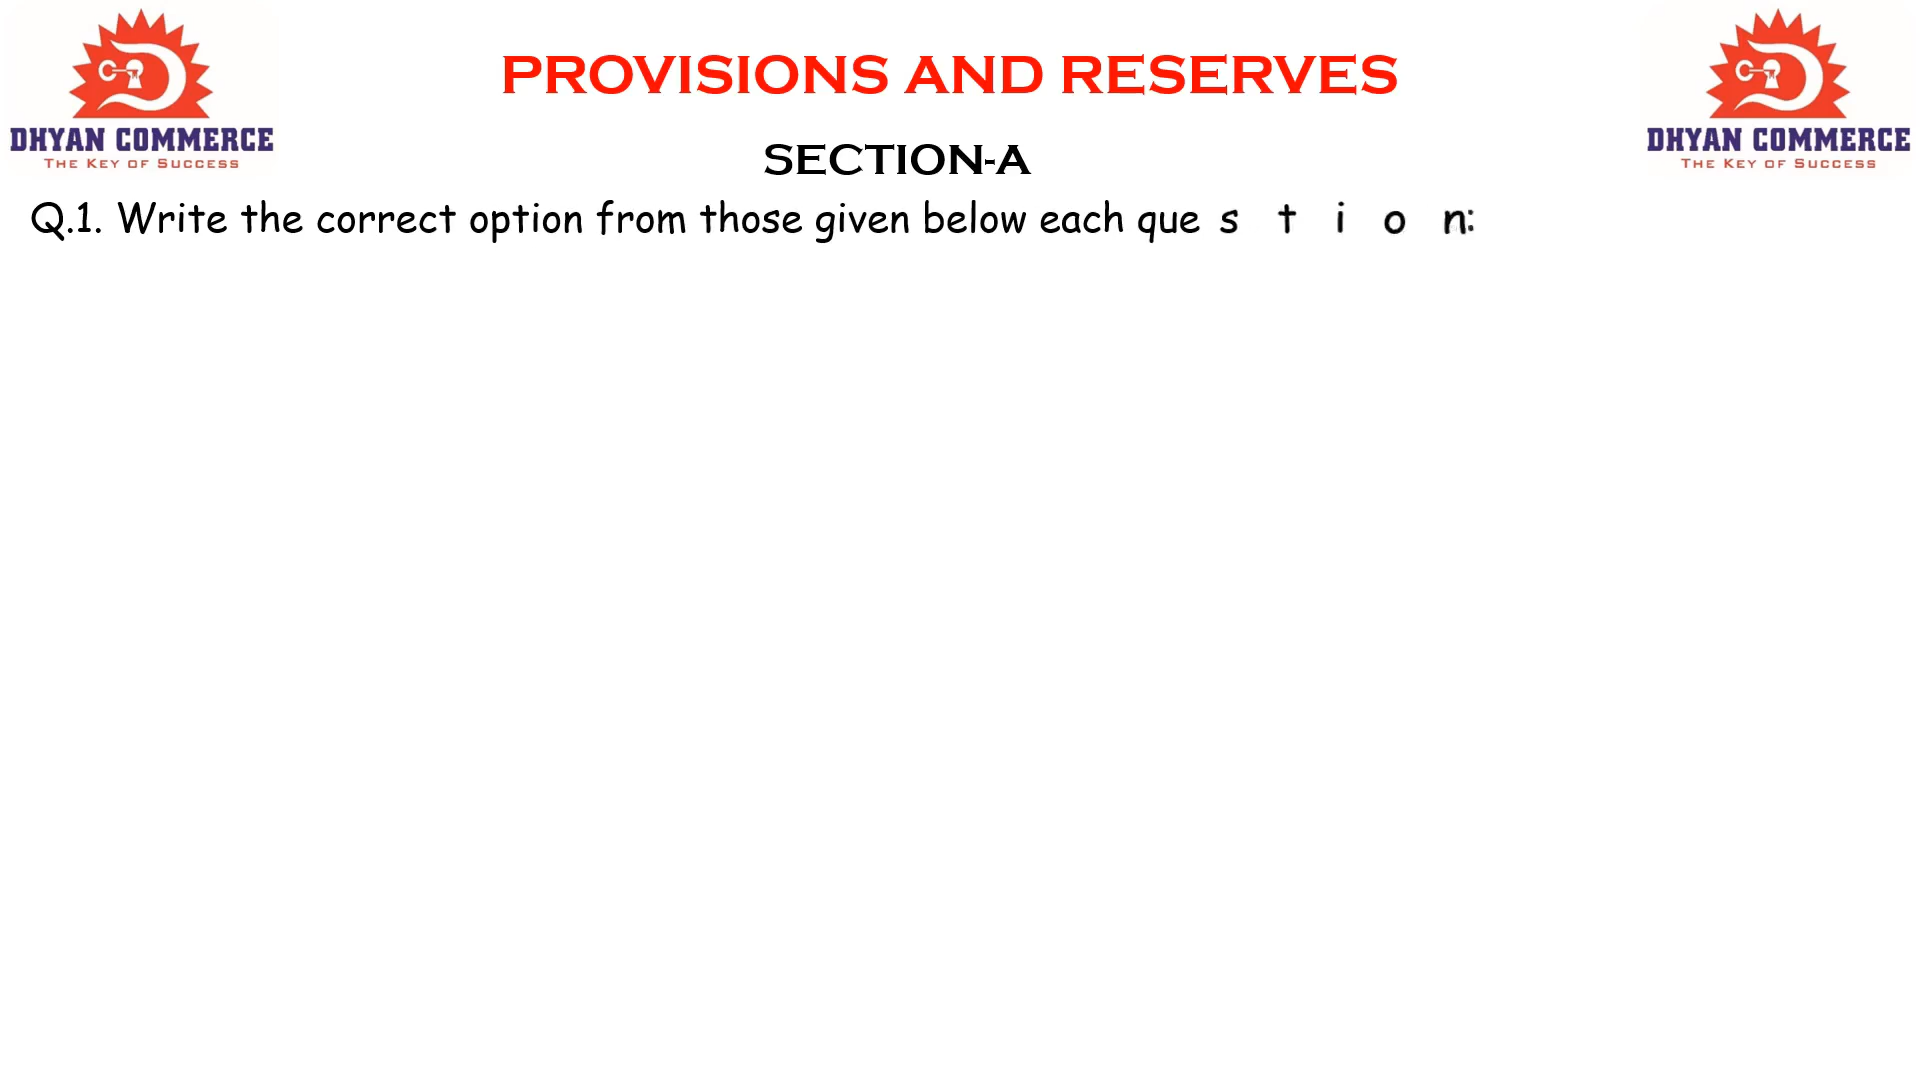 PROVISIONS AND RESERVES
DHYAN COMMERCE
THE KEY OF SUCCESS
DHYAN COMMERCE
THE KEY OF SUCCESS
SECTION-A
Q.1. Write the correct option from those given below each que s t i o n: